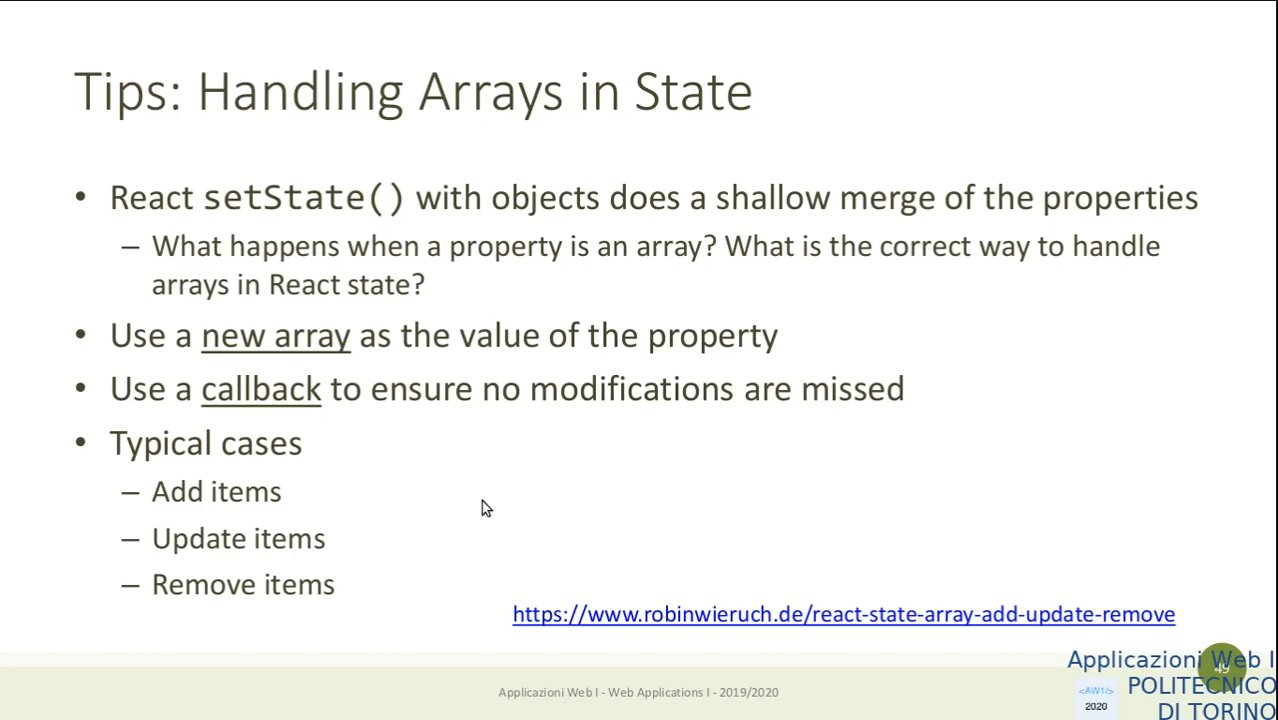 Tips: Handling Arrays in State
• React setState() with objects does a shallow merge of the properties
– What happens when a property is an array? What is the correct way to handle
arrays in React state?
• Use a new array as the value of the property
• Use a callback to ensure no modifications are missed
• Typical cases
– Add items
– Update items
– Remove items
https://www.robinwieruch.de/react-state-array-add-update-remove
Applicazioni Web I - Web Applications I - 2019/2020
49
Applicazioni Web I
POLITECNICO
DI TORINO
<AW1/>
2020